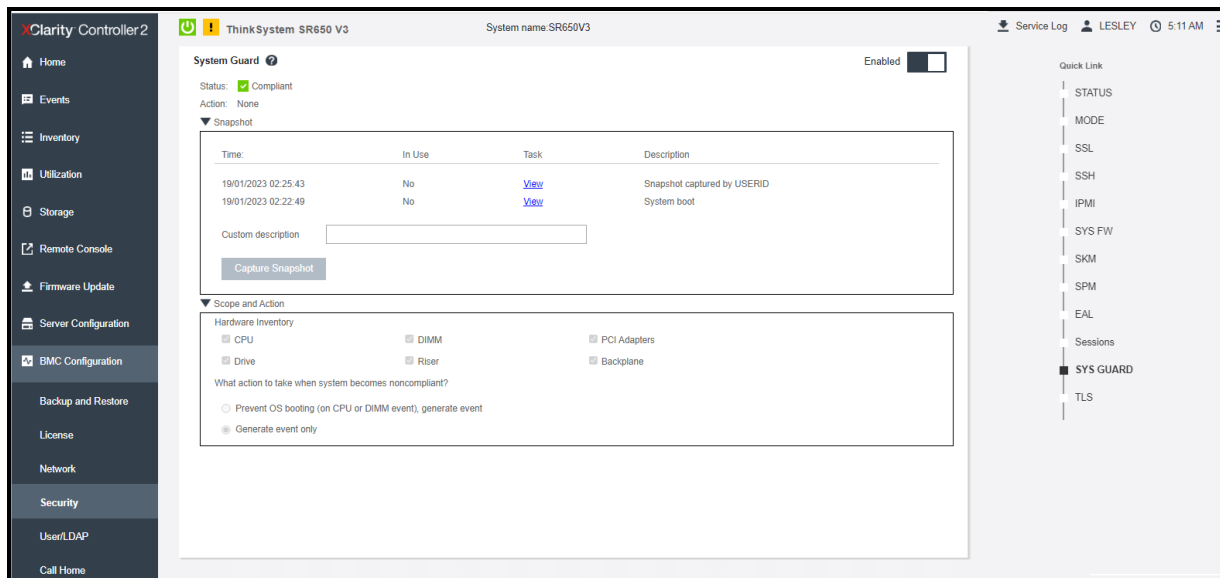 XClarity Controller 2
ThinkSystem SR650 V3
System name:SR650V3
Service Log
LESLEY
5:11 AM
Home
Events
Inventory
Utilization
Storage
Remote Console
Firmware Update
Server Configuration
BMC Configuration
Backup and Restore
License
Network
Security
User/LDAP
Call Home
System Guard ?
Enabled
Status: Compliant
Action: None
Snapshot
Time: In Use Task Description
19/01/2023 02:25:43 No View Snapshot captured by USERID
19/01/2023 02:22:49 No View System boot
Custom description
Capture Snapshot
Scope and Action
Hardware Inventory
CPU DIMM PCI Adapters
Drive Riser Backplane
What action to take when system becomes noncompliant?
Prevent OS booting (on CPU or DIMM event), generate event
Generate event only
Quick Link
STATUS
MODE
SSL
SSH
IPMI
SYS FW
SKM
SPM
EAL
Sessions
SYS GUARD
TLS